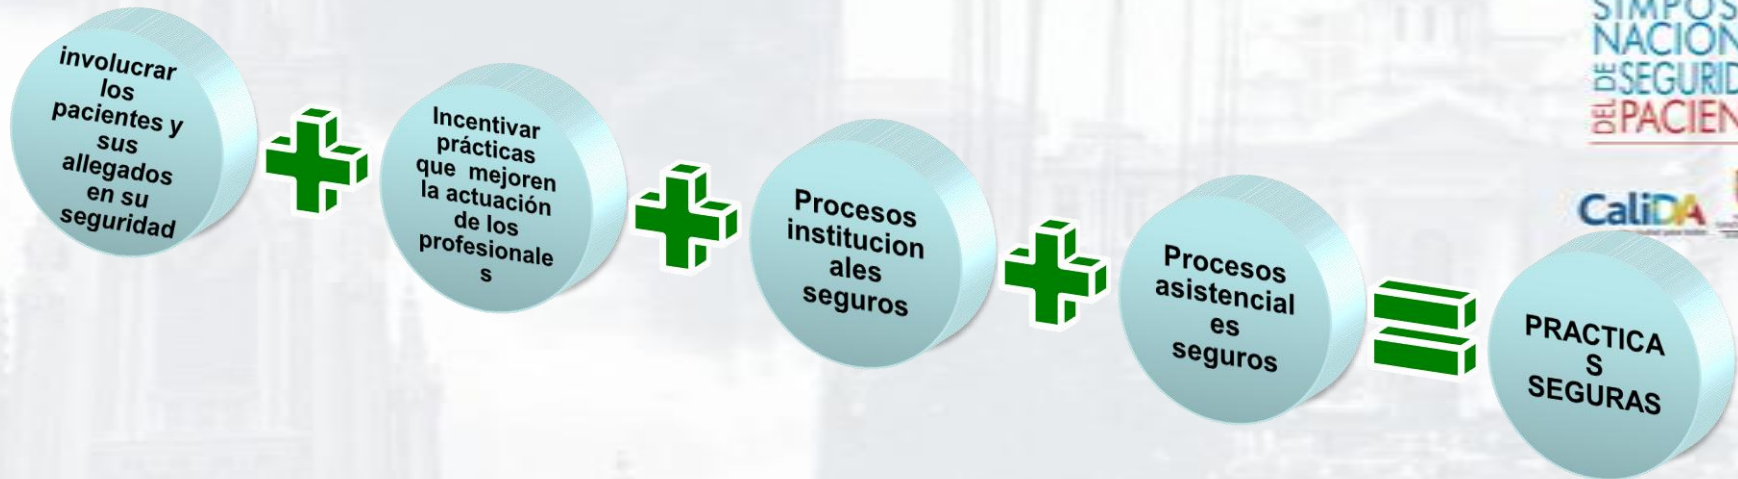 involucrar
los
pacientes y
sus
allegados
en su
seguridad
Incentivar
prácticas
que mejoren
la actuación
de los
profesionale
s
Procesos
institucion
ales
seguros
Procesos
asistencial
es
seguros
PRACTICA
S
SEGURAS
SIMPOS
NACION
DE SEGURID
DEL PACIEN
CaliDA